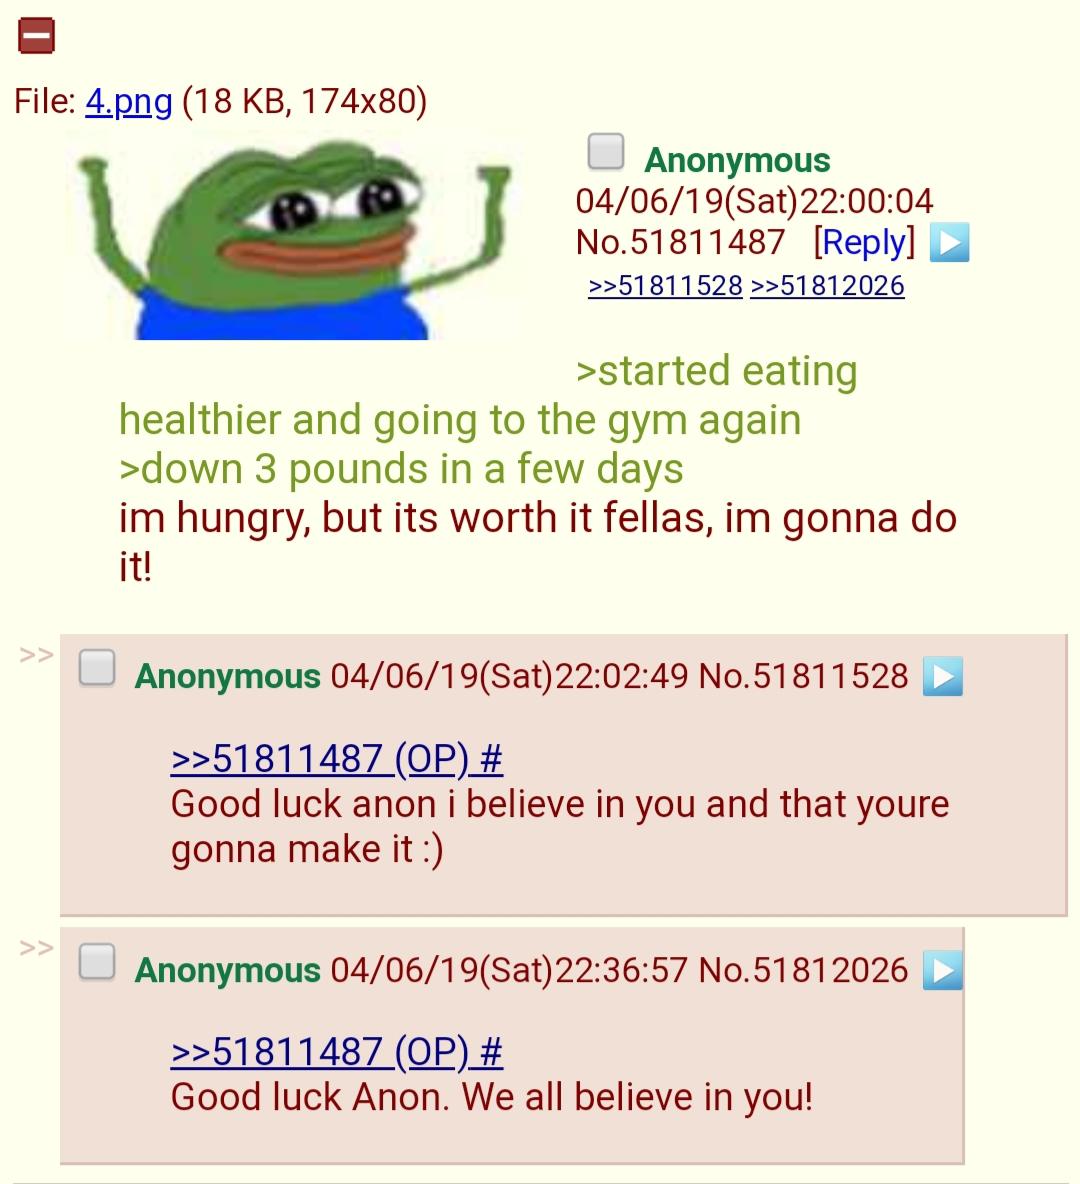 File: 4.png (18 KB, 174x80)
Anonymous
04/06/19(Sat)22:00:04
No.51811487 [Reply]
>>51811528 >>51812026
>started eating
healthier and going to the gym again
>down 3 pounds in a few days
im hungry, but its worth it fellas, im gonna do
it!
>> Anonymous 04/06/19(Sat)22:02:49 No.51811528
>>51811487 (OP) #
Good luck anon i believe in you and that youre
gonna make it :)
>> Anonymous 04/06/19(Sat)22:36:57 No.51812026
>>51811487 (OP) #
Good luck Anon. We all believe in you!